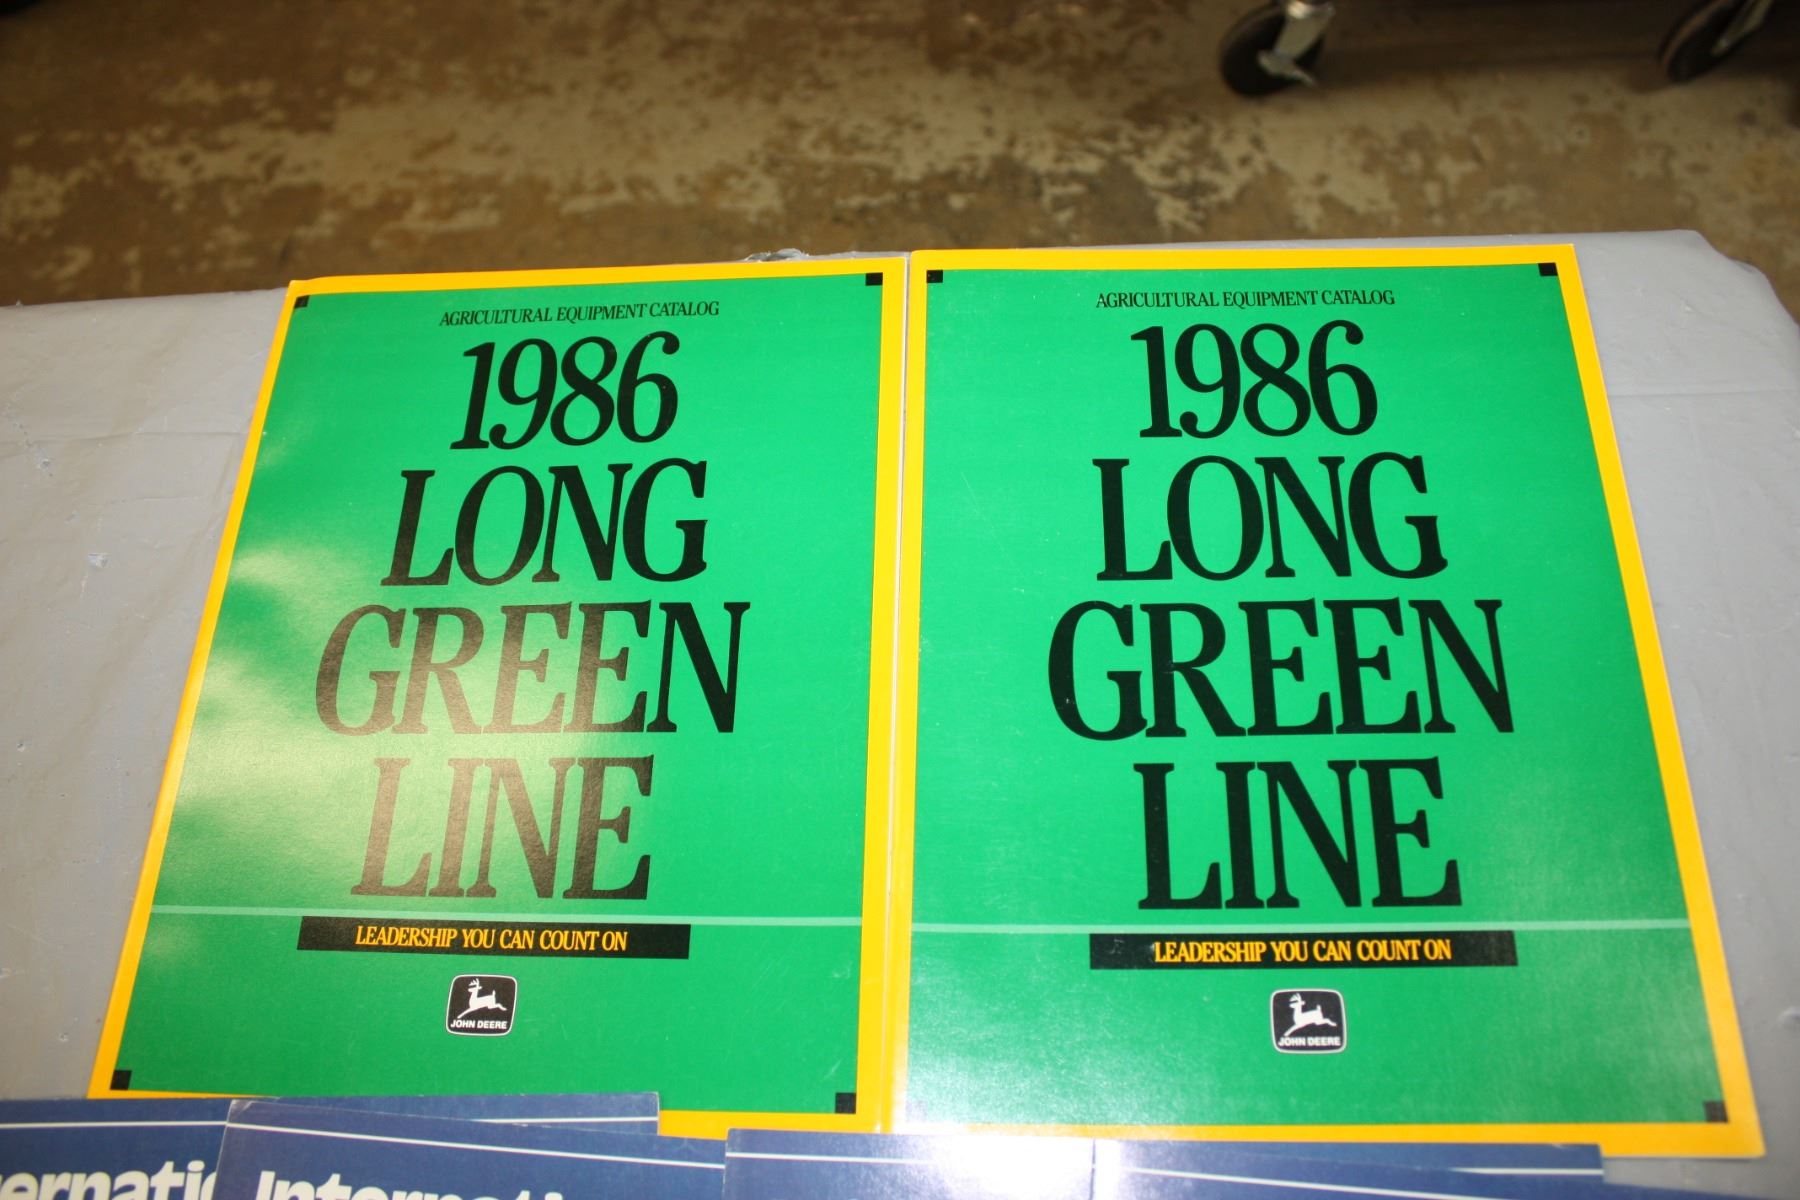 AGRICULTURAL EQUIPMENT CATALOG
1986
LONG
GREEN
LINE
LEADERSHIP YOU CAN COUNT ON
JOHN DEERE
AGRICULTURAL EQUIPMENT CATALOG
1986
LONG
GREEN
LINE
LEADERSHIP YOU CAN COUNT ON
JOHN DEERE